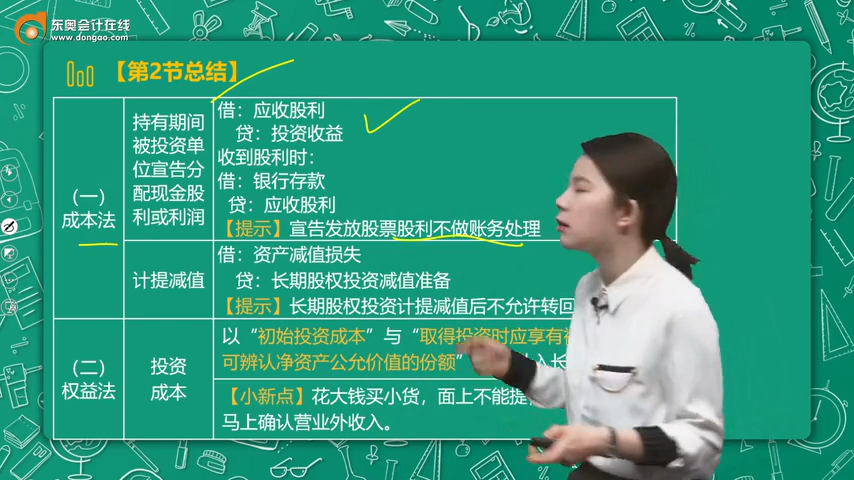 东奥会计在线
www.dongao.com
【第2节总结】
(一)
成本法
持有期间
被投资单
位宣告分
配现金股
利或利润
借：应收股利
贷：投资收益
收到股利时：
借：银行存款
贷：应收股利
【提示】宣告发放股票股利不做账务处理
计提减值
借：资产减值损失
贷：长期股权投资减值准备
【提示】长期股权投资计提减值后不允许转回
(二)
权益法
投资
成本
以“初始投资成本”与“取得投资时应享有
可辨认净资产公允价值的份额”
入长
【小新点】花大钱买小货，面上不能提
马上确认营业外收入。